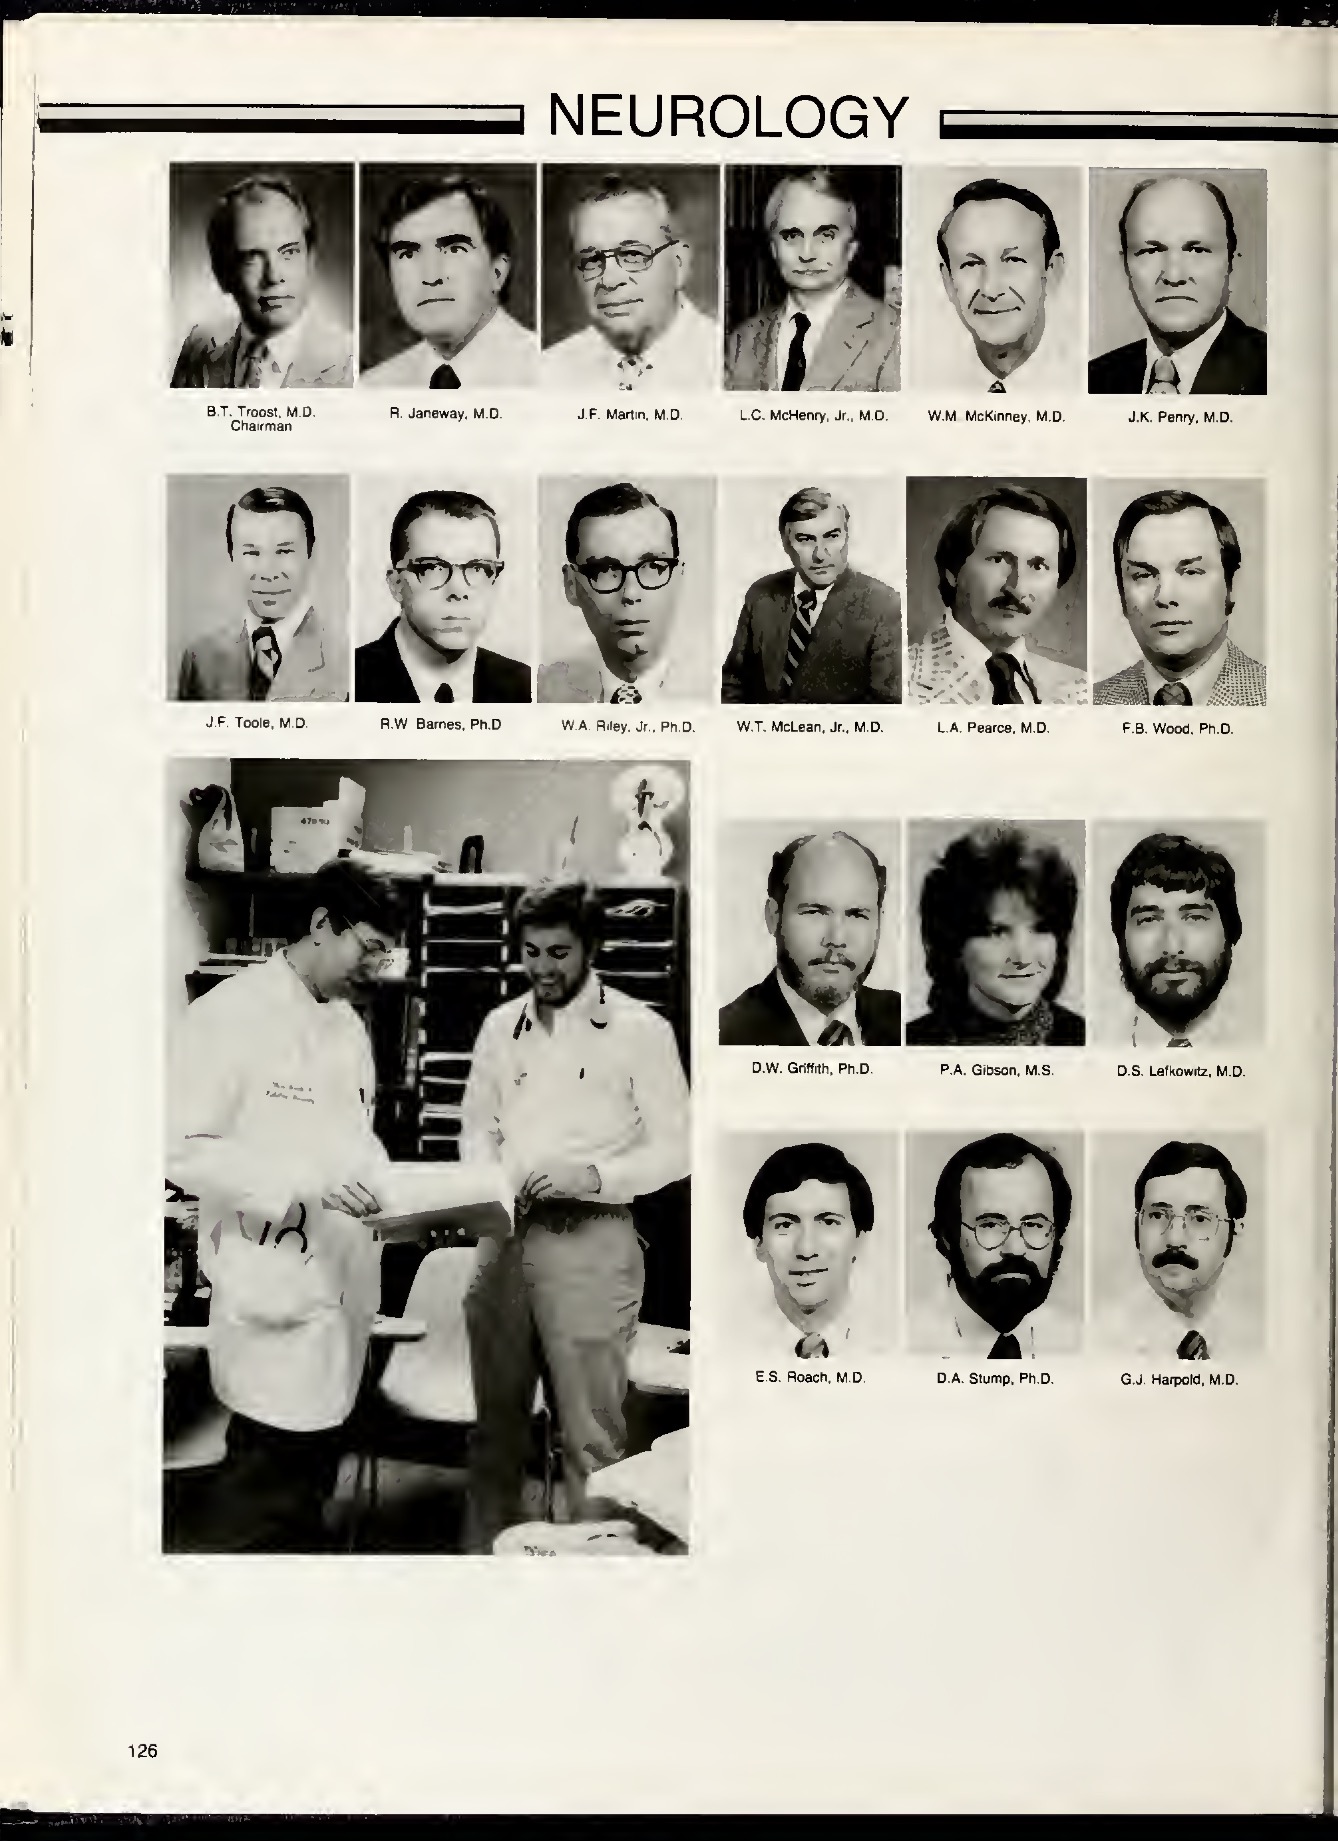 NEUROLOGY
B.T. Troost, M.D.
Chairman
R. Janeway, M.D.
J.F. Martin, M.D.
L.C. McHenry, Jr., M.D.
W.M McKinney, M.D.
J.K. Penry, M.D.
J.F. Toole, M.D.
R.W Barnes, Ph.D
W.A. Riley, Jr., Ph.D.
W.T. McLean, Jr., M.D.
L.A. Pearce, M.D.
F.B. Wood, Ph.D.
D.W. Griffith, Ph.D.
P.A. Gibson, M.S.
D.S. Lefkowitz, M.D.
E.S. Roach, M.D.
D.A. Stump, Ph.D.
G.J. Harpold, M.D.
126